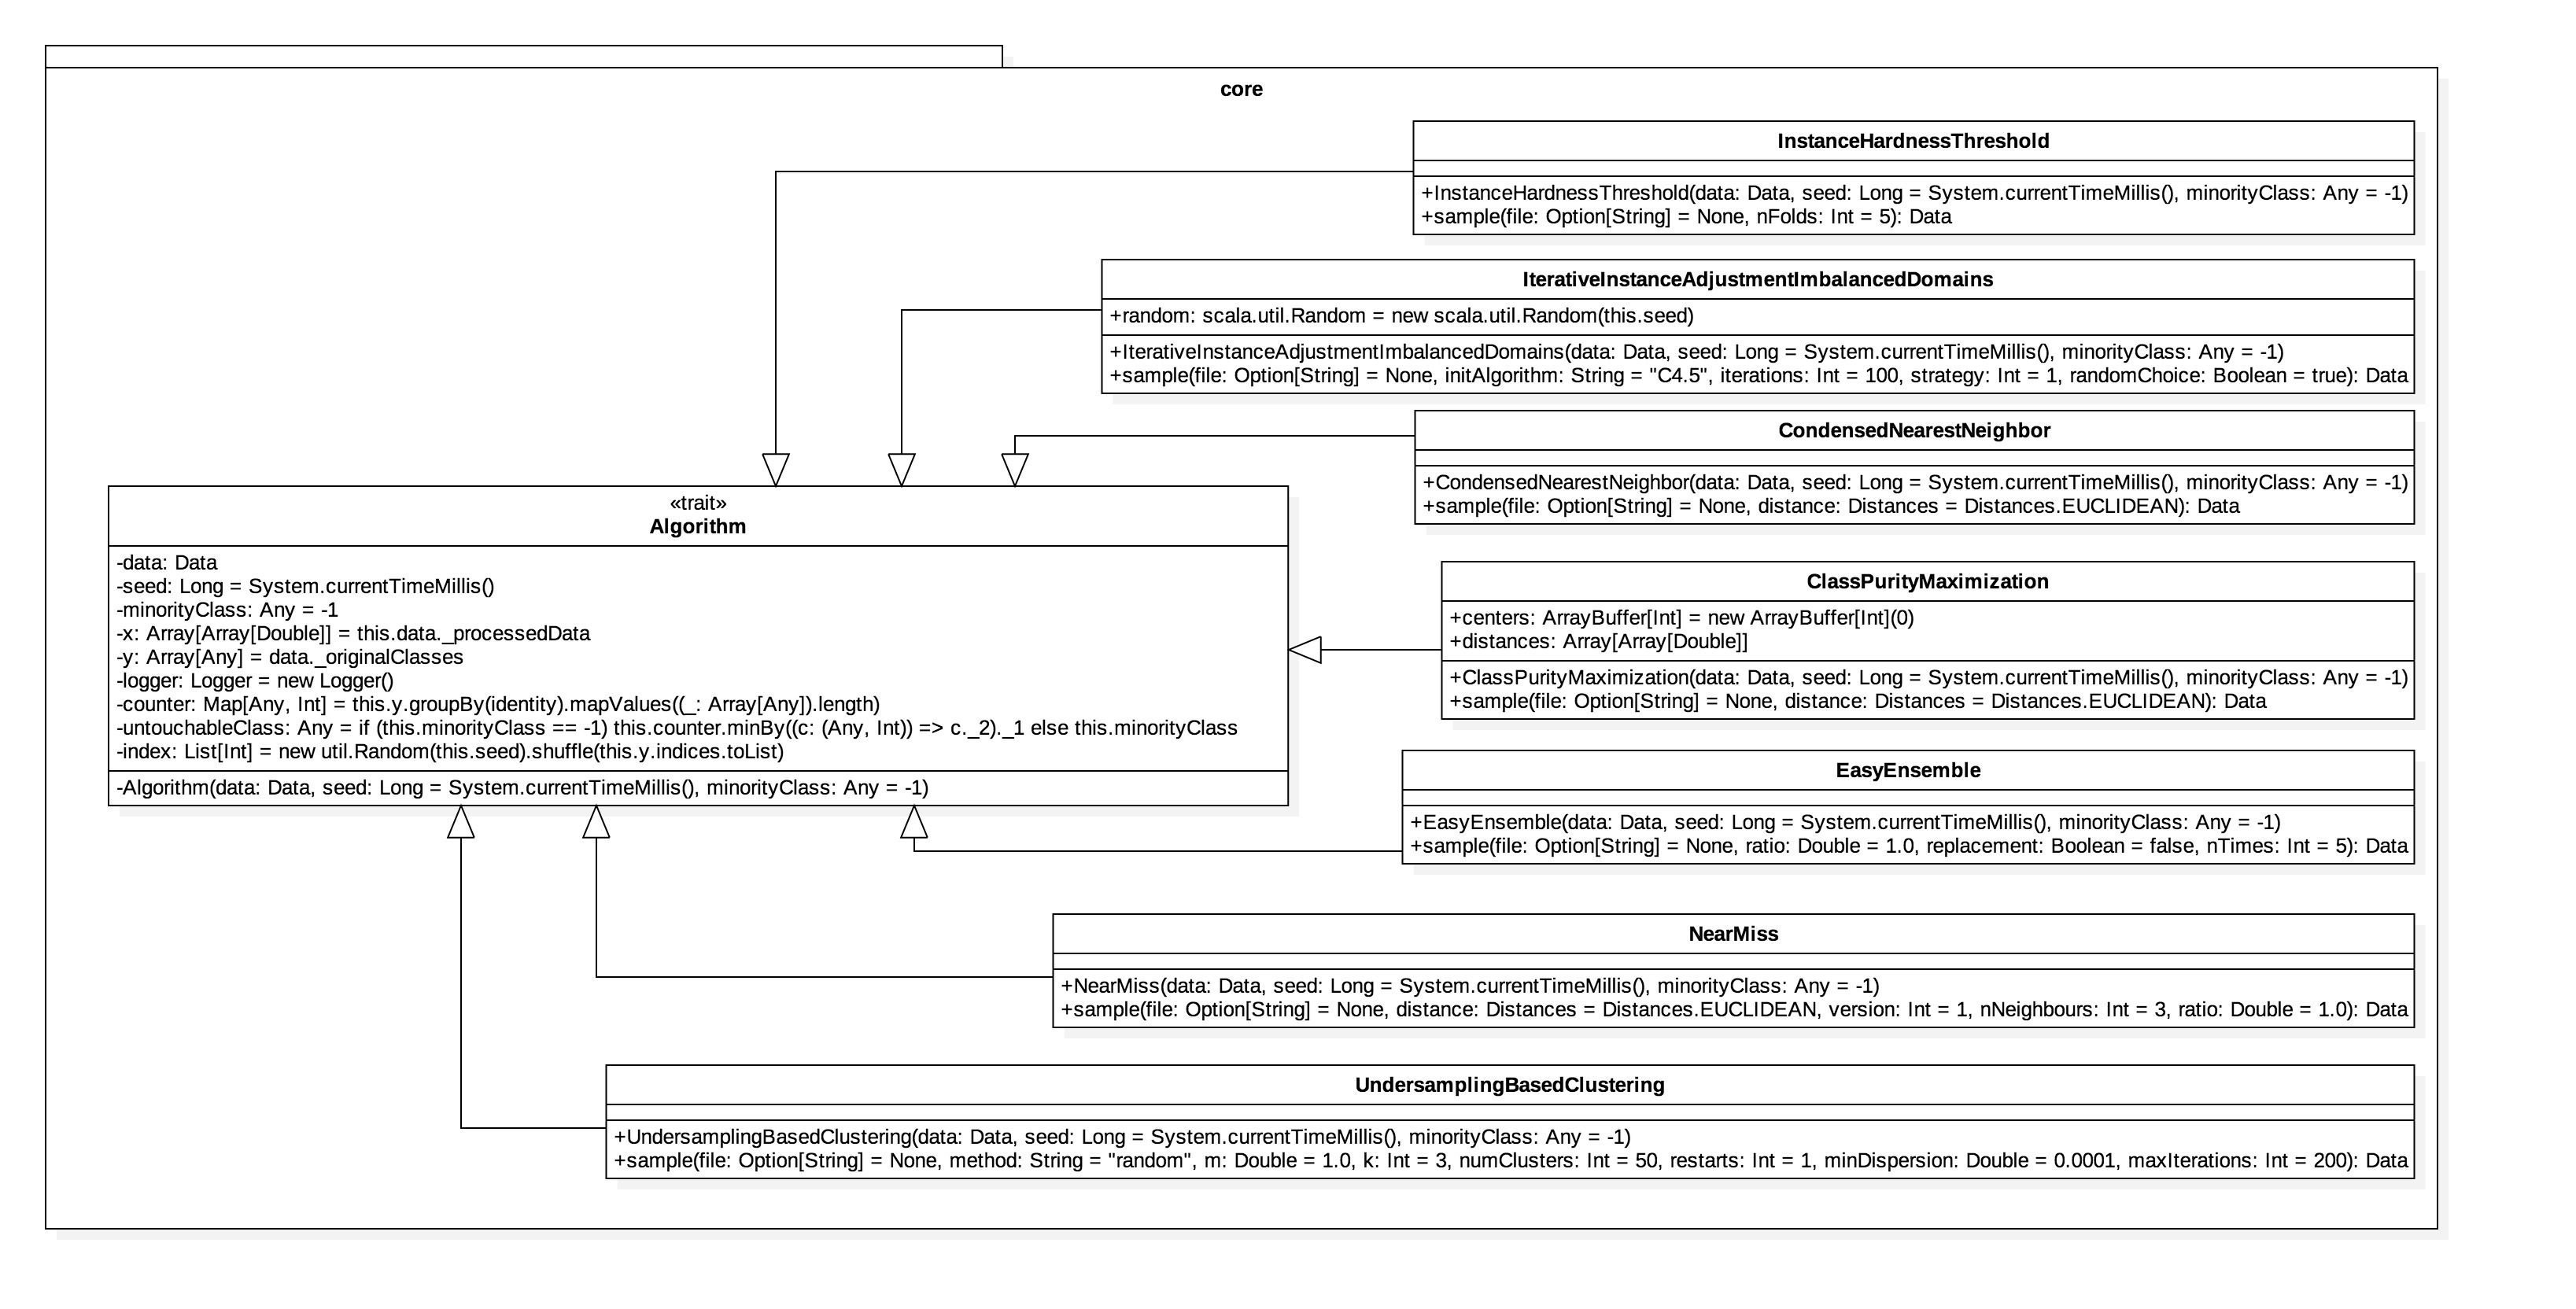 core
InstanceHardnessThreshold
+InstanceHardnessThreshold(data: Data, seed: Long = System.currentTimeMillis(), minorityClass: Any = -1)
+sample(file: Option[String] = None, nFolds: Int = 5): Data
IterativeInstanceAdjustmentImbalancedDomains
+random: scala.util.Random = new scala.util.Random(this.seed)
+IterativeInstanceAdjustmentImbalancedDomains(data: Data, seed: Long = System.currentTimeMillis(), minorityClass: Any = -1)
+sample(file: Option[String] = None, initAlgorithm: String = "C4.5", iterations: Int = 100, strategy: Int = 1, randomChoice: Boolean = true): Data
CondensedNearestNeighbor
+CondensedNearestNeighbor(data: Data, seed: Long = System.currentTimeMillis(), minorityClass: Any = -1)
+sample(file: Option[String] = None, distance: Distances = Distances.EUCLIDEAN): Data
«trait»
Algorithm
-data: Data
-seed: Long = System.currentTimeMillis()
-minorityClass: Any = -1
-x: Array[Array[Double]] = this.data._processedData
-y: Array[Any] = data._originalClasses
-logger: Logger = new Logger()
-counter: Map[Any, Int] = this.y.groupBy(identity).mapValues((_: Array[Any]).length)
-untouchableClass: Any = if (this.minorityClass == -1) this.counter.minBy((c: (Any, Int)) => c._2)._1 else this.minorityClass
-index: List[Int] = new util.Random(this.seed).shuffle(this.y.indices.toList)
-Algorithm(data: Data, seed: Long = System.currentTimeMillis(), minorityClass: Any = -1)
ClassPurityMaximization
+centers: ArrayBuffer[Int] = new ArrayBuffer[Int](0)
+distances: Array[Array[Double]]
+ClassPurityMaximization(data: Data, seed: Long = System.currentTimeMillis(), minorityClass: Any = -1)
+sample(file: Option[String] = None, distance: Distances = Distances.EUCLIDEAN): Data
EasyEnsemble
+EasyEnsemble(data: Data, seed: Long = System.currentTimeMillis(), minorityClass: Any = -1)
+sample(file: Option[String] = None, ratio: Double = 1.0, replacement: Boolean = false, nTimes: Int = 5): Data
NearMiss
+NearMiss(data: Data, seed: Long = System.currentTimeMillis(), minorityClass: Any = -1)
+sample(file: Option[String] = None, distance: Distances = Distances.EUCLIDEAN, version: Int = 1, nNeighbours: Int = 3, ratio: Double = 1.0): Data
UndersamplingBasedClustering
+UndersamplingBasedClustering(data: Data, seed: Long = System.currentTimeMillis(), minorityClass: Any = -1)
+sample(file: Option[String] = None, method: String = "random", m: Double = 1.0, k: Int = 3, numClusters: Int = 50, restarts: Int = 1, minDispersion: Double = 0.0001, maxIterations: Int = 200): Data